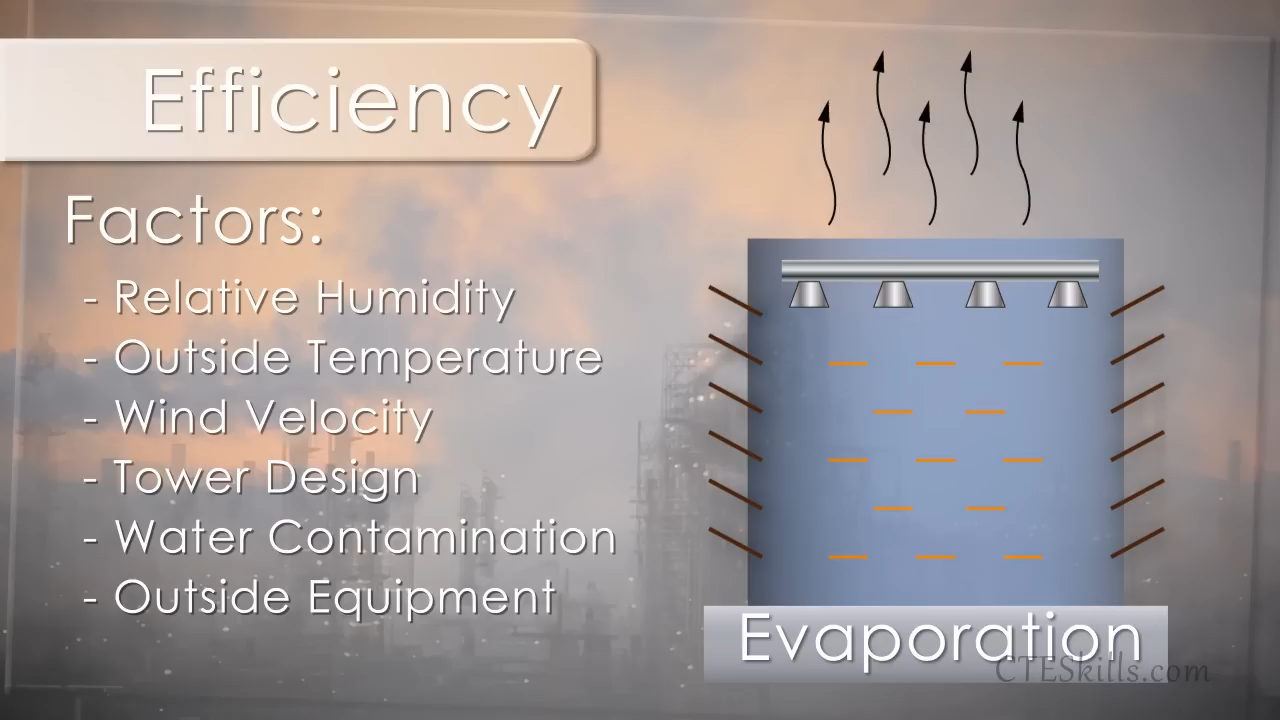 Efficiency
Factors:
- Relative Humidity
- Outside Temperature
- Wind Velocity
- Tower Design
- Water Contamination
- Outside Equipment
Evaporation
CTESkills.com